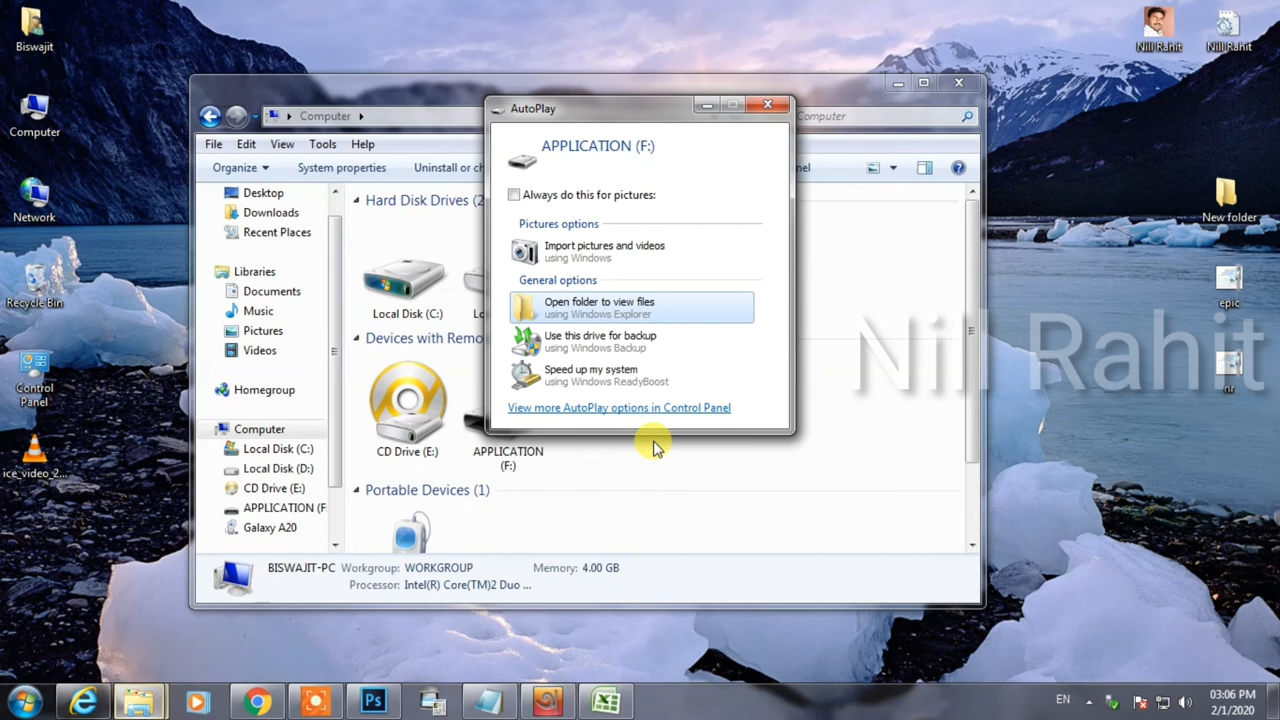 Biswajit
Computer
Network
Recycle Bin
Control
Panel
ice_video_2...
Nill Rahit
Nill Rahit
New folder
epic
nr
Nill Rahit
Computer
Computer
File
Edit
View
Tools
Help
Organize
System properties
Uninstall or ch
nel
Desktop
Downloads
Recent Places
Libraries
Documents
Music
Pictures
Videos
Homegroup
Computer
Local Disk (C:)
Local Disk (D:)
CD Drive (E:)
APPLICATION (F
Galaxy A20
Hard Disk Drives (2
Local Disk (C:)
Lo
Devices with Remo
CD Drive (E:)
APPLICATION
(F:)
Portable Devices (1)
BISWAJIT-PC
Workgroup: WORKGROUP
Memory: 4.00 GB
Processor: Intel(R) Core(TM)2 Duo ...
AutoPlay
APPLICATION (F:)
Always do this for pictures:
Pictures options
Import pictures and videos
using Windows
General options
Open folder to view files
using Windows Explorer
Use this drive for backup
using Windows Backup
Speed up my system
using Windows ReadyBoost
View more AutoPlay options in Control Panel
Ps
EN
03:06 PM
2/1/2020